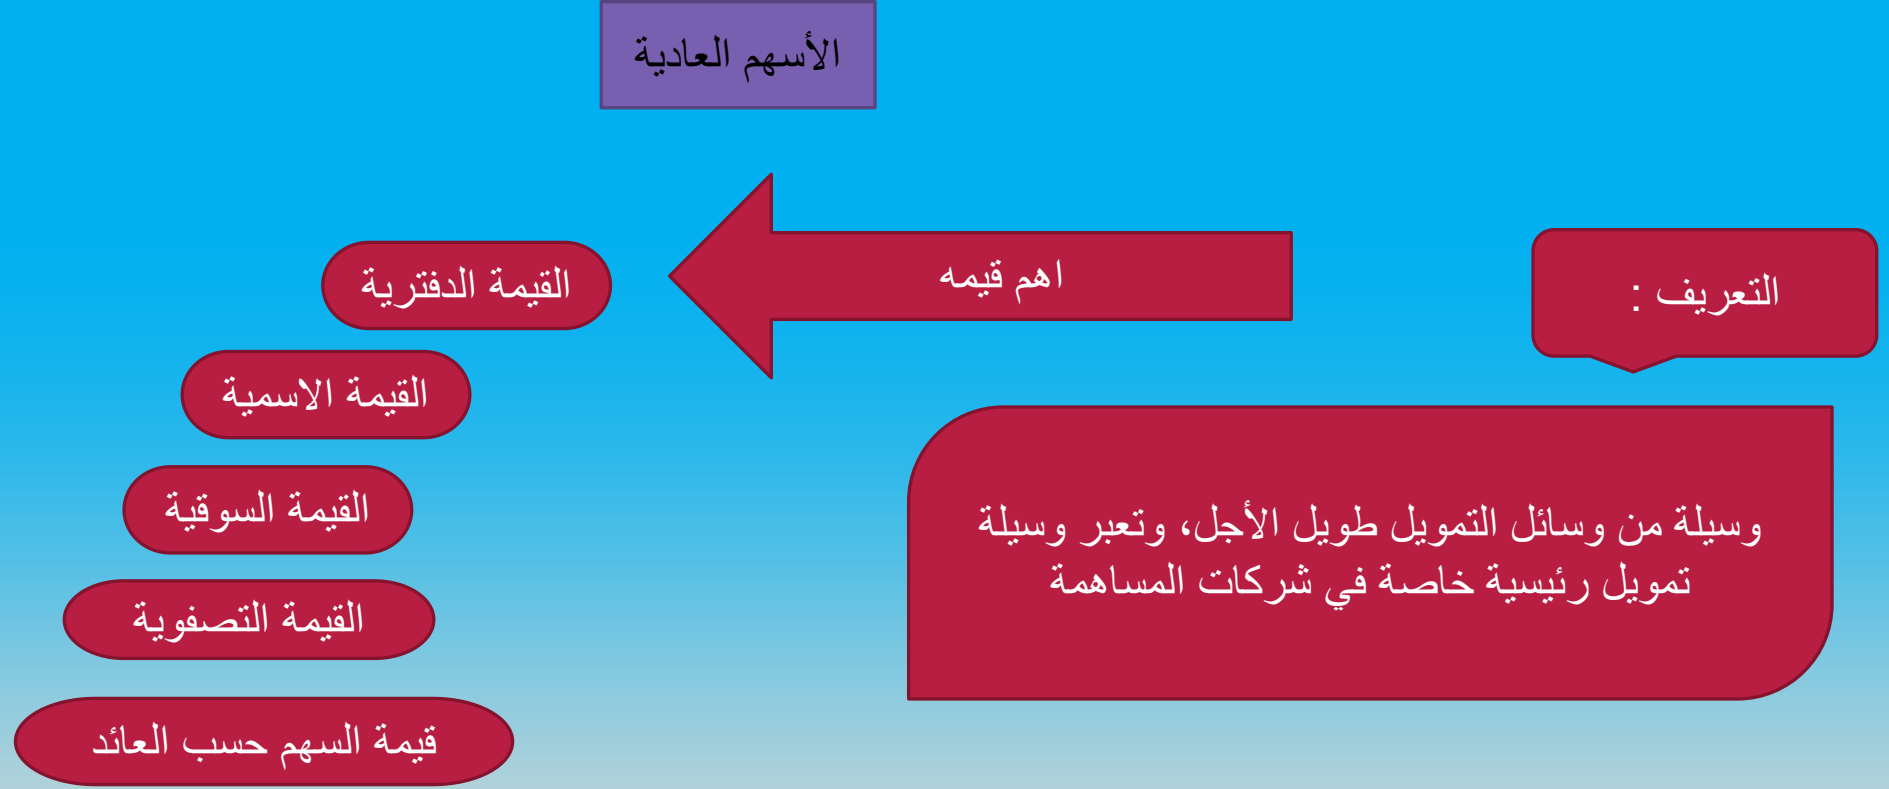 الأسهم العادية
التعريف :
وسيلة من وسائل التمويل طويل الأجل، وتعبر وسيلة
تمويل رئيسية خاصة في شركات المساهمة
اهم قيمه
القيمة الدفترية
القيمة الاسمية
القيمة السوقية
القيمة التصفوية
قيمة السهم حسب العائد